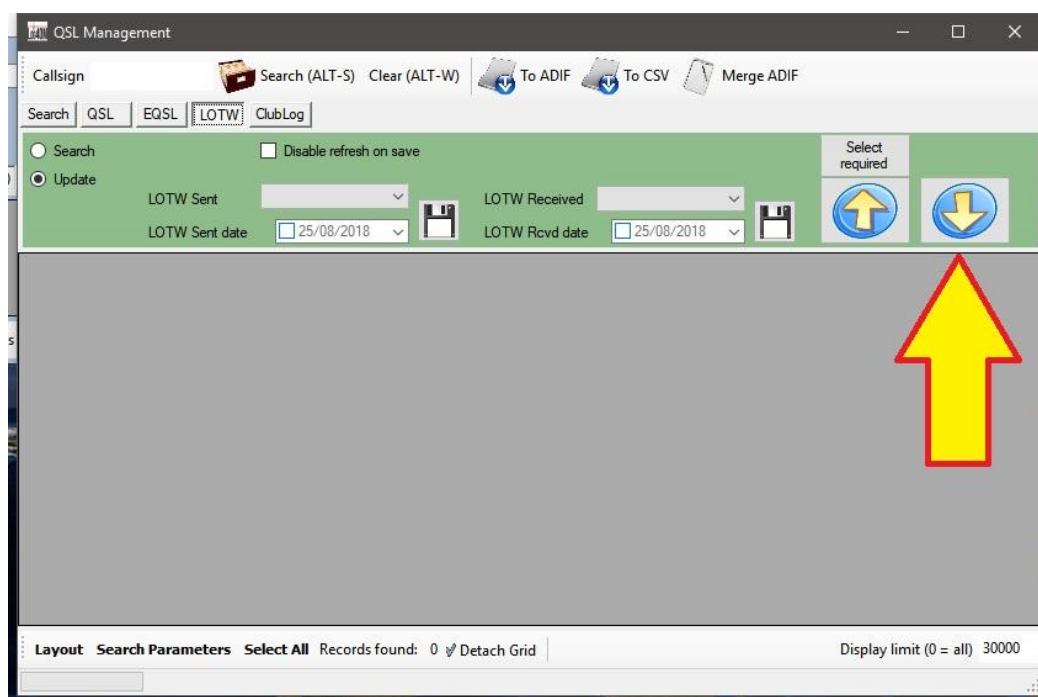 QSL Management
Callsign Search (ALT-S) Clear (ALT-W) To ADIF To CSV Merge ADIF
Search QSL EQSL LOTW ClubLog
Search Disable refresh on save Select required
Update
LOTW Sent LOTW Received
LOTW Sent date 25/08/2018 LOTW Rcvd date 25/08/2018
Layout Search Parameters Select All Records found: 0 Detach Grid Display limit (0 = all) 30000